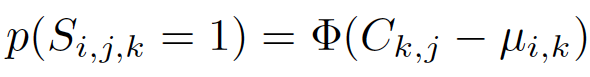 p(S_{i,j,k} = 1) = Φ(C_{k,j} − μ_{i,k})